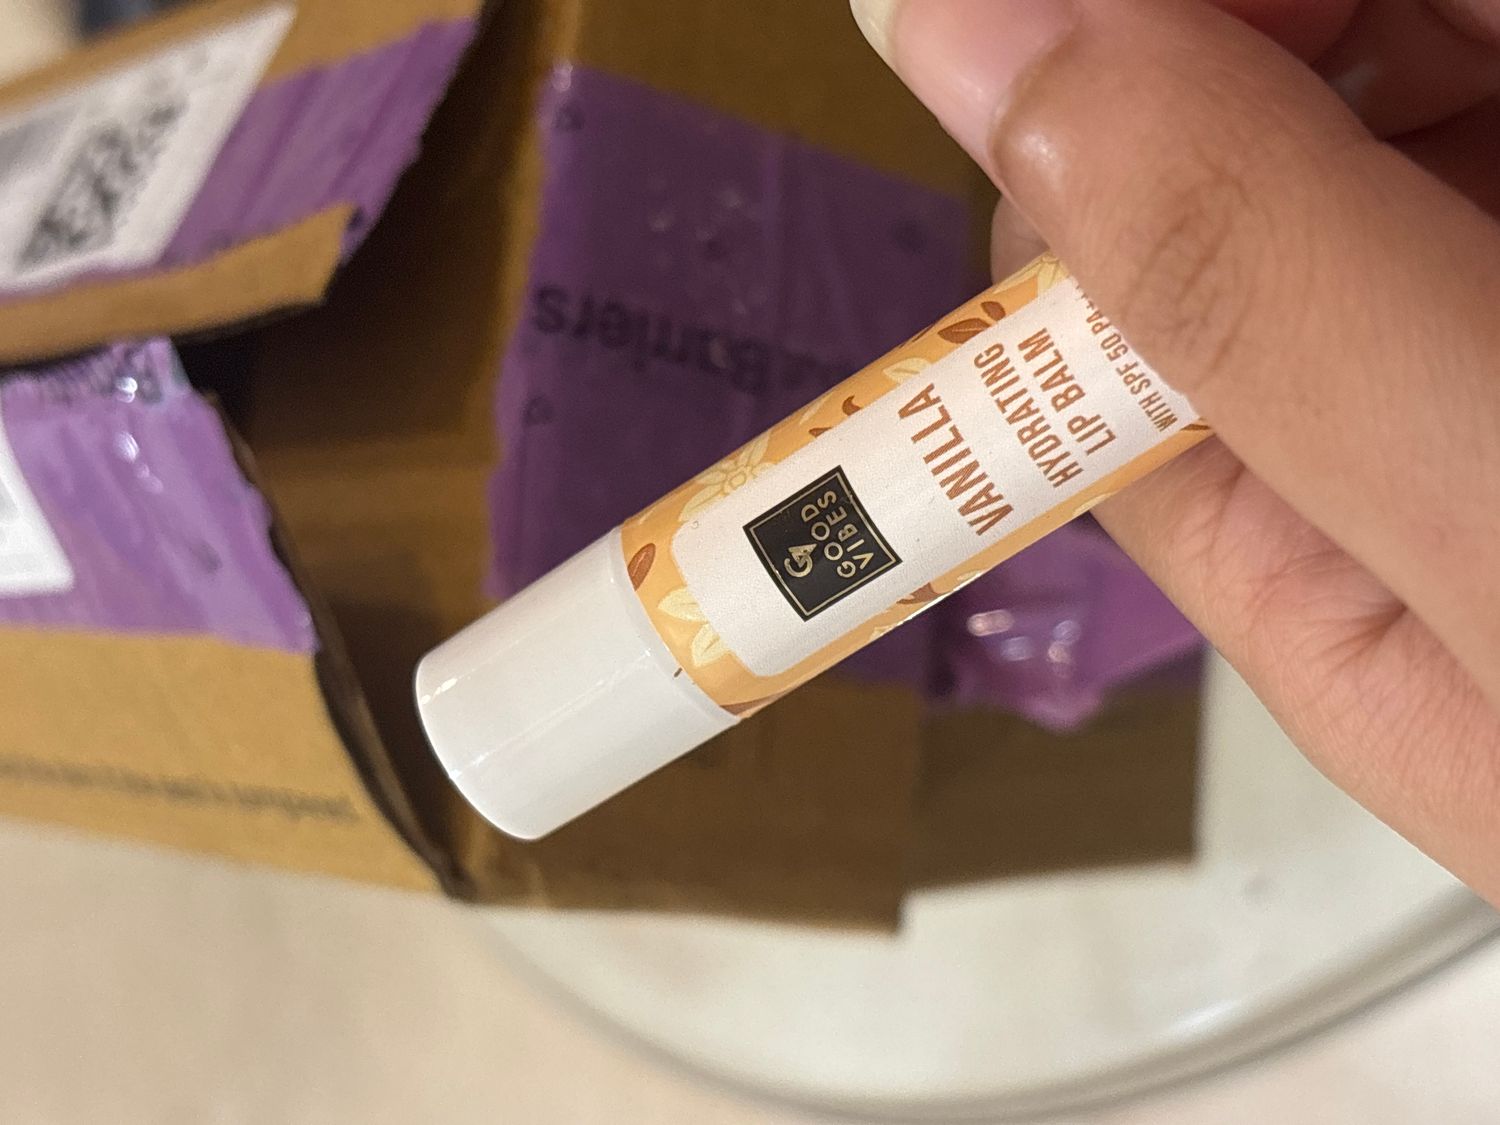 GOOD
VIBES
VANILLA
HYDRATING
LIP BALM
WITH SPF 50 PA++
Barriers